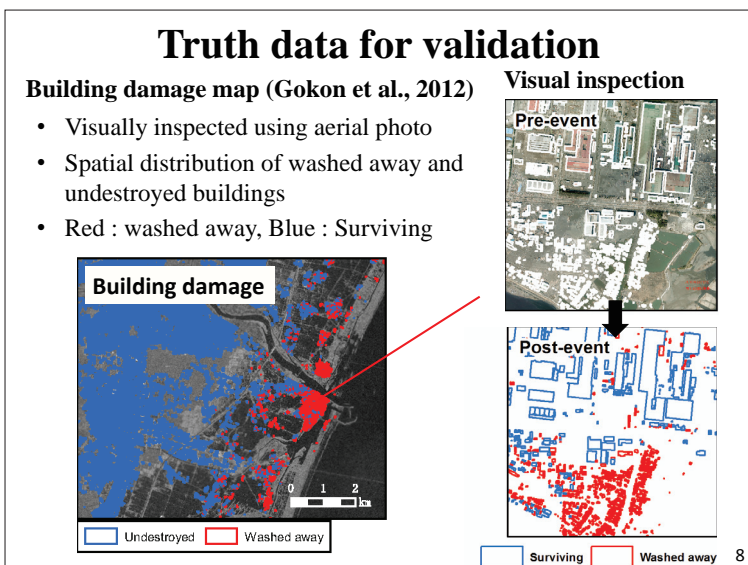 Truth data for validation
Building damage map (Gokon et al., 2012)
• Visually inspected using aerial photo
• Spatial distribution of washed away and
undestroyed buildings
• Red : washed away, Blue : Surviving
Building damage
0 1 2
km
Undestroyed Washed away
Visual inspection
Pre-event
Post-event
Surviving Washed away
8